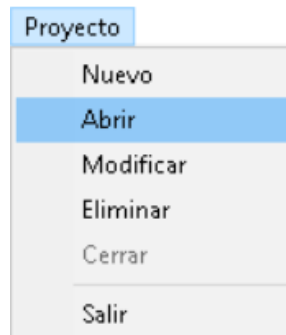 Proyecto
Nuevo
Abrir
Modificar
Eliminar
Cerrar
Salir